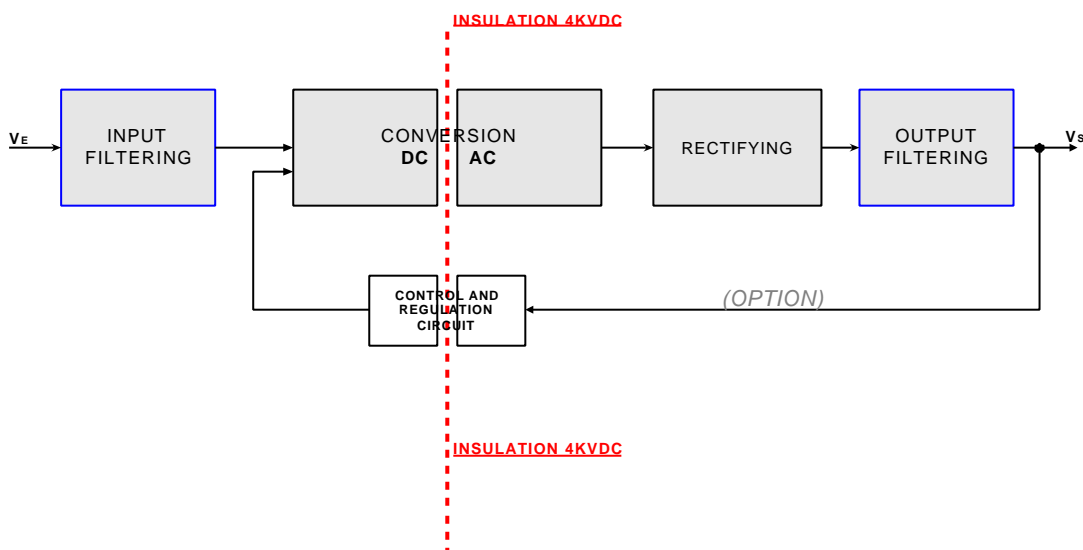 INSULATION 4KVDC
VE
INPUT
FILTERING
CONVERSION
DC AC
RECTIFYING
OUTPUT
FILTERING
VS
CONTROL AND
REGULATION
CIRCUIT
(OPTION)
INSULATION 4KVDC